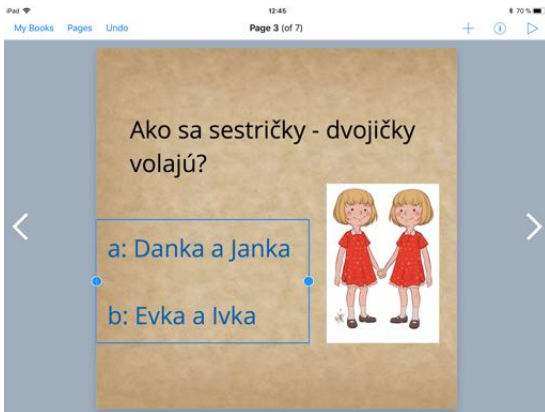 iPad 12:45 70 %
My Books Pages Undo Page 3 (of 7)
Ako sa sestričky - dvojičky
volajú?
a: Danka a Janka
b: Evka a Ivka